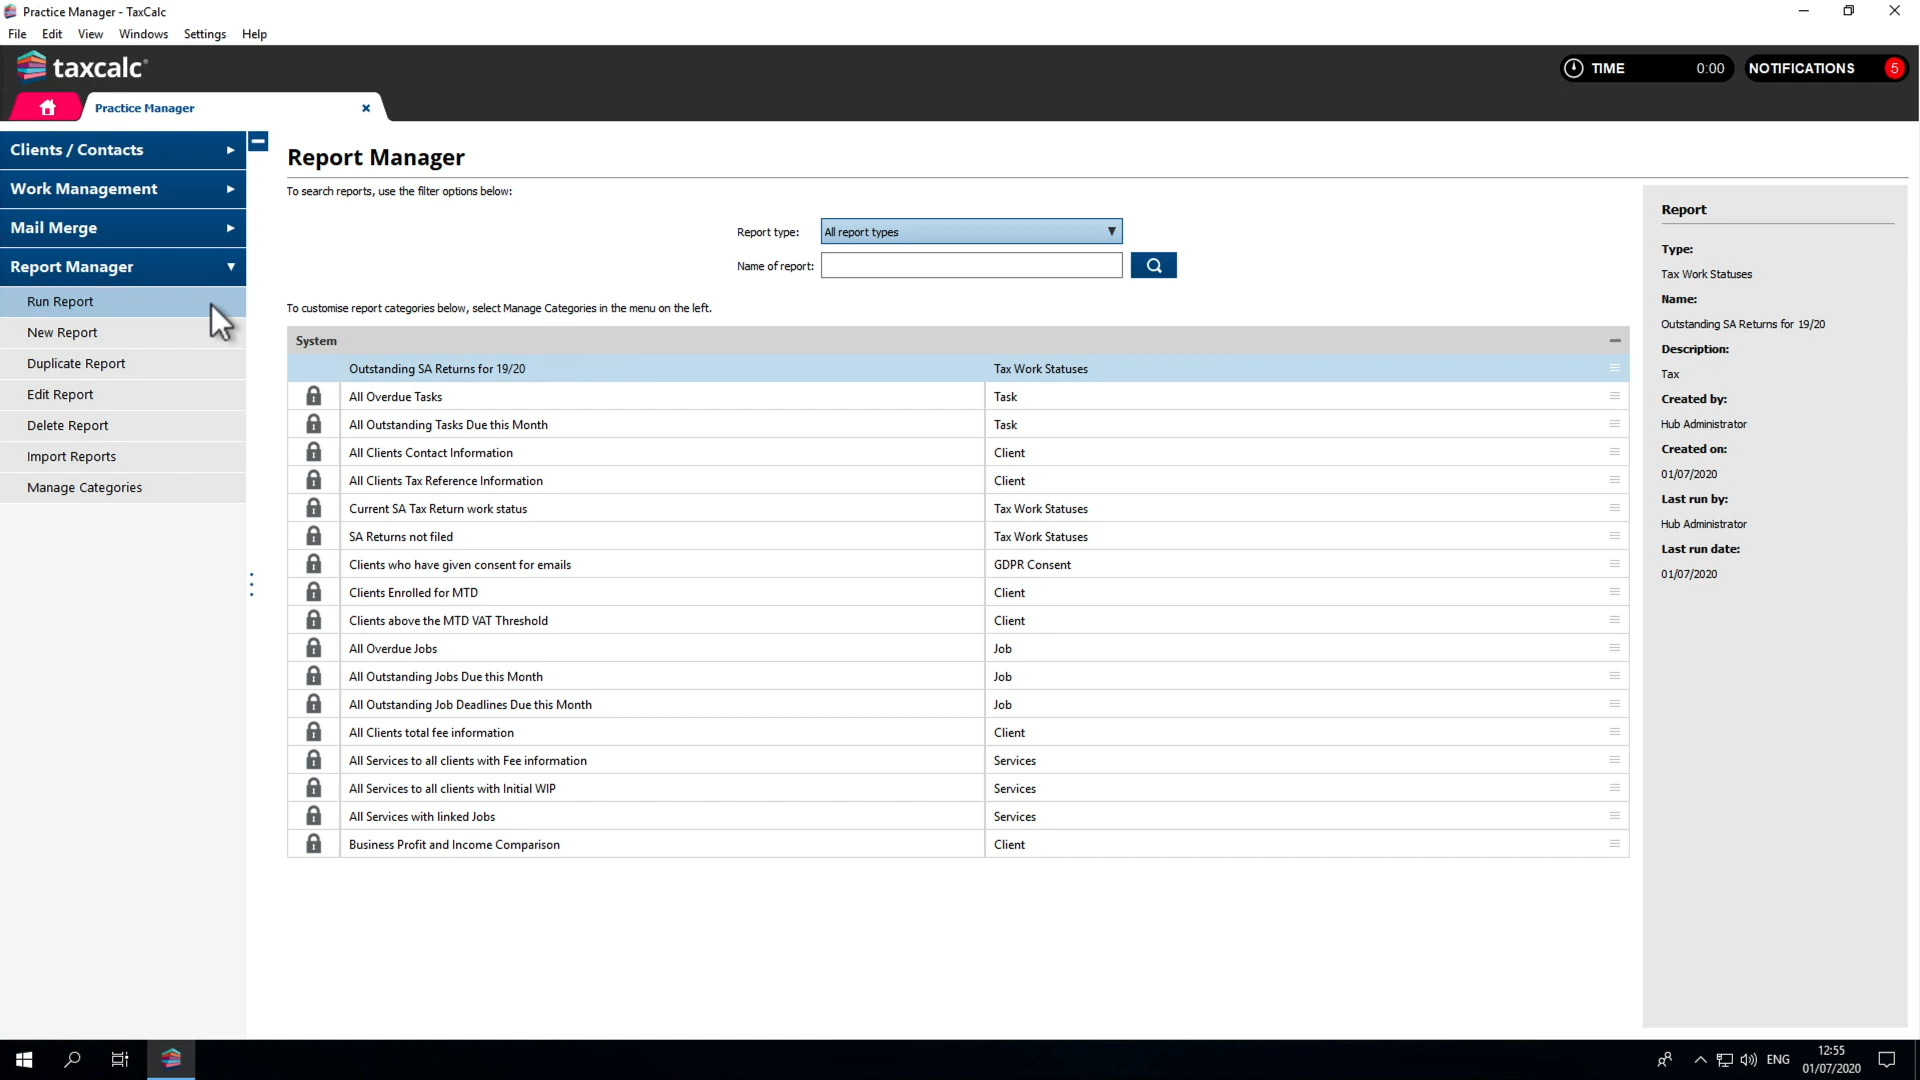 Practice Manager - TaxCalc
File Edit View Windows Settings Help
taxcalc®
TIME 0:00 NOTIFICATIONS 5
Practice Manager
Clients / Contacts
Work Management
Mail Merge
Report Manager
Run Report
New Report
Duplicate Report
Edit Report
Delete Report
Import Reports
Manage Categories
Report Manager
To search reports, use the filter options below:
Report type: All report types
Name of report:
To customise report categories below, select Manage Categories in the menu on the left.
System
Outstanding SA Returns for 19/20 Tax Work Statuses
All Overdue Tasks Task
All Outstanding Tasks Due this Month Task
All Clients Contact Information Client
All Clients Tax Reference Information Client
Current SA Tax Return work status Tax Work Statuses
SA Returns not filed Tax Work Statuses
Clients who have given consent for emails GDPR Consent
Clients Enrolled for MTD Client
Clients above the MTD VAT Threshold Client
All Overdue Jobs Job
All Outstanding Jobs Due this Month Job
All Outstanding Job Deadlines Due this Month Job
All Clients total fee information Client
All Services to all clients with Fee information Services
All Services to all clients with Initial WIP Services
All Services with linked Jobs Services
Business Profit and Income Comparison Client
Report
Type:
Tax Work Statuses
Name:
Outstanding SA Returns for 19/20
Description:
Tax
Created by:
Hub Administrator
Created on:
01/07/2020
Last run by:
Hub Administrator
Last run date:
01/07/2020
ENG
12:55
01/07/2020